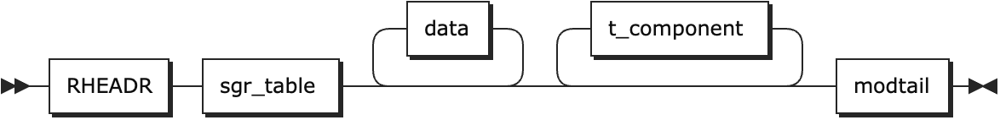 data
t_component
RHEADR
sgr_table
modtail